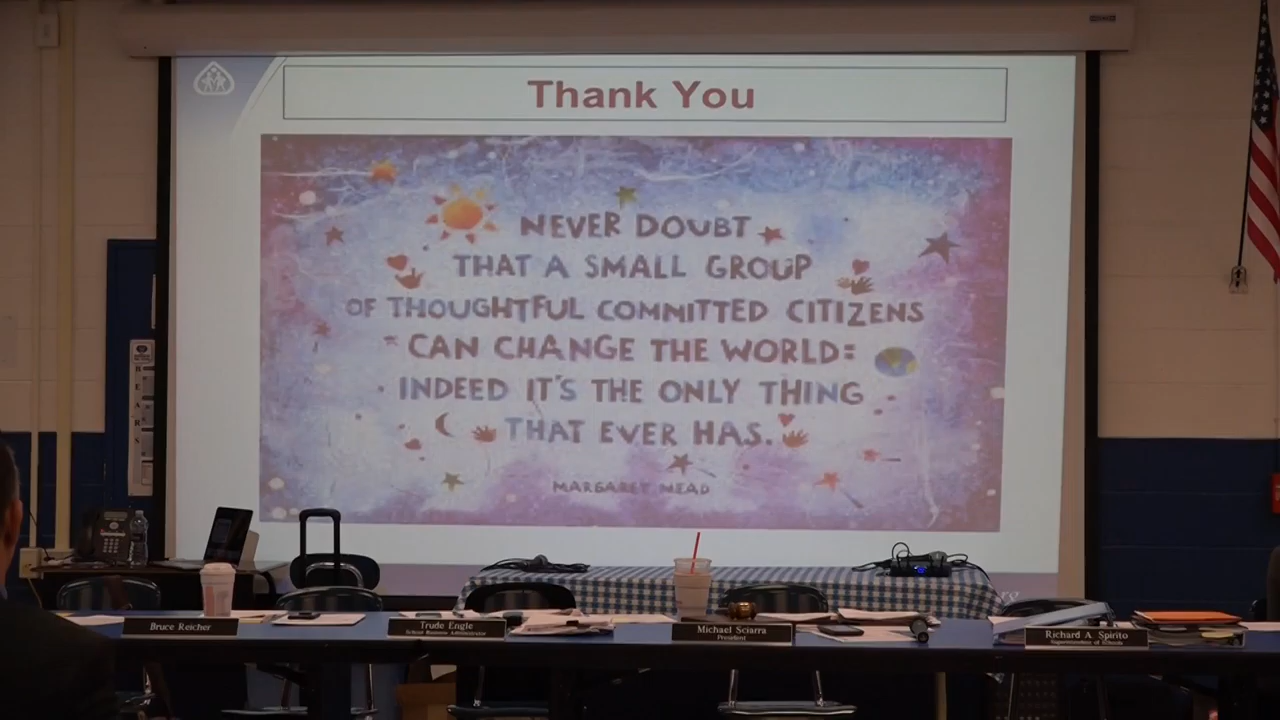 Thank You
NEVER DOUBT
THAT A SMALL GROUP
OF THOUGHTFUL COMMITTED CITIZENS
CAN CHANGE THE WORLD:
INDEED IT'S THE ONLY THING
THAT EVER HAS.
MARGARET MEAD
Bruce Reicher
Trude Engle
School Business Administrator
Michael Sciarra
President
Richard A. Spirito
Superintendent of Schools